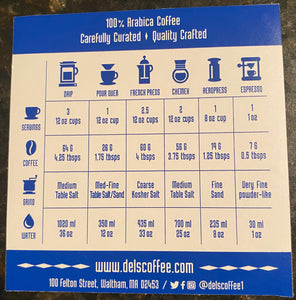 100% Arabica Coffee
Carefully Curated ♦ Quality Crafted
DRIP POUR OVER FRENCH PRESS CHEMEX AEROPRESS ESPRESSO
SERVINGS 3 1 2.5 2 1 1
12 oz cups 12 oz cup 12 oz cups 12 oz cups 8 oz cup 1 oz
COFFEE 64 G 26 G 60 G 56 G 14 G 7 G
4.25 tbsps 1.75 tbsps 4 tbsps 3.75 tbsps 1.25 tbsps 0.5 tbsps
GRIND Medium Med-Fine Coarse Medium Fine Very Fine
Table Salt Table Salt/Sand Kosher Salt Table Salt Sand powder-like
WATER 1020 ml 350 ml 435 ml 700 ml 235 ml 30 ml
36 oz 12 oz 33 oz 25 oz 8 oz 1 oz
www.delscoffee.com
100 Felton Street, Waltham, MA 02453 / @delscoffee1